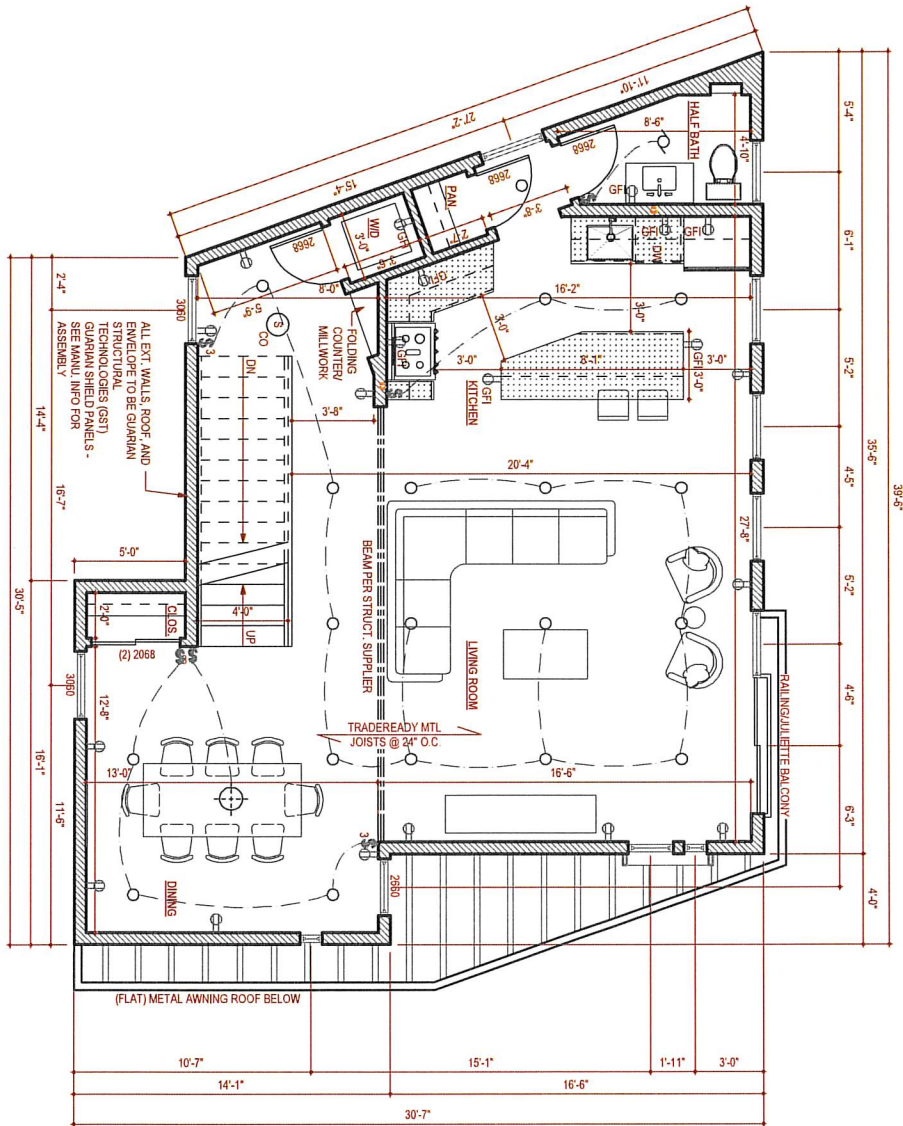 11'-10"
27'-2"
15'-4"
5'-4"
6'-1"
5'-2"
4'-5"
5'-2"
4'-6"
6'-3"
35'-6"
39'-6"
4'-0"
HALF BATH
8'-6"
4'-10"
2668
2668
2668
GFI
GFI
GFI
DW
PAN.
3'-8"
W/D
3'-0"
GFI
2'-7"
GFI
5'-9"
16'-2"
3'-0"
3'-0"
3'-0"
8'-1"
3'-0"
3'-0"
GFI
GFI
GFI
KITCHEN
FOLDING
COUNTER/
MILLWORK
3060
S
CO
3
DN.
3'-8"
20'-4"
27'-8"
2'-4"
14'-4"
16'-7"
30'-5"
16'-1"
11'-6"
ALL EXT. WALLS, ROOF, AND
STRUCTURAL
ENVELOPE TO BE GUARIAN
TECHNOLOGIES (GST)
GUARIAN SHIELD PANELS -
SEE MANU. INFO FOR
ASSEMBLY
5'-0"
CLOS.
2'-0"
4'-0"
UP
(2) 2068
3060
12'-8"
BEAM PER STRUCT. SUPPLIER
LIVING ROOM
RAILING/JULIETTE BALCONY
TRADEREADY MTL
JOISTS @ 24" O.C.
13'-0"
16'-6"
3
2660
DINING
(FLAT) METAL AWNING ROOF BELOW
10'-7"
15'-1"
1'-11"
3'-0"
14'-1"
16'-6"
30'-7"